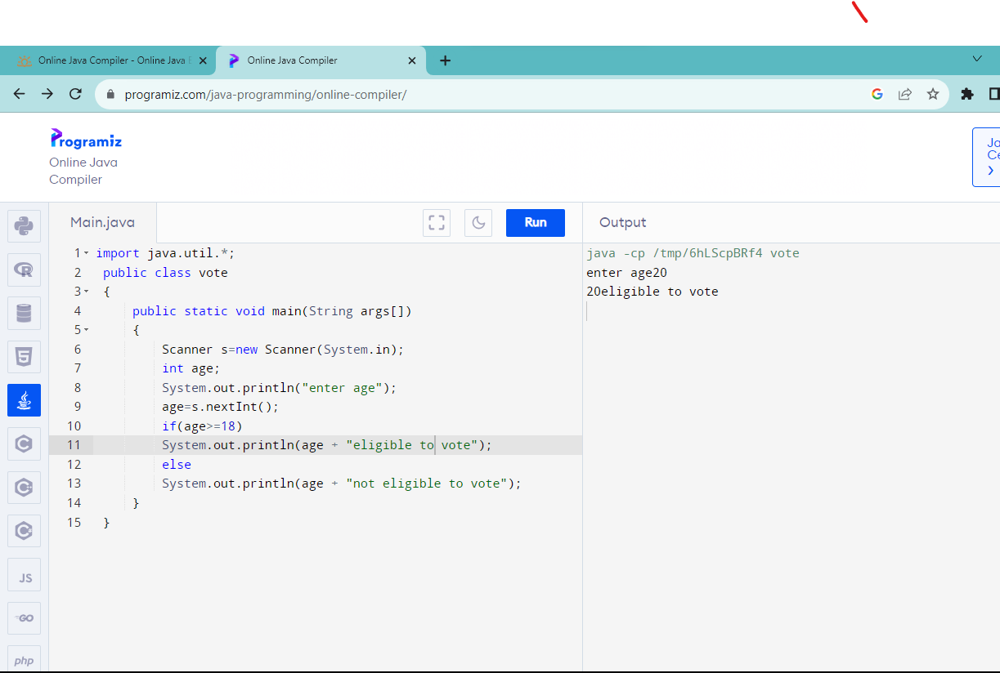 Online Java Compiler - Online Java E
Online Java Compiler
programiz.com/java-programming/online-compiler/
Programiz
Online Java
Compiler
Ja
Ce
Main.java
Run
Output
1 import java.util.*;
2 public class vote
3 {
4 public static void main(String args[])
5 {
6 Scanner s=new Scanner(System.in);
7 int age;
8 System.out.println("enter age");
9 age=s.nextInt();
10 if(age>=18)
11 System.out.println(age + "eligible to vote");
12 else
13 System.out.println(age + "not eligible to vote");
14 }
15 }
java -cp /tmp/6hLScpBRf4 vote
enter age20
20eligible to vote
R
5
C
C
C
JS
GO
php